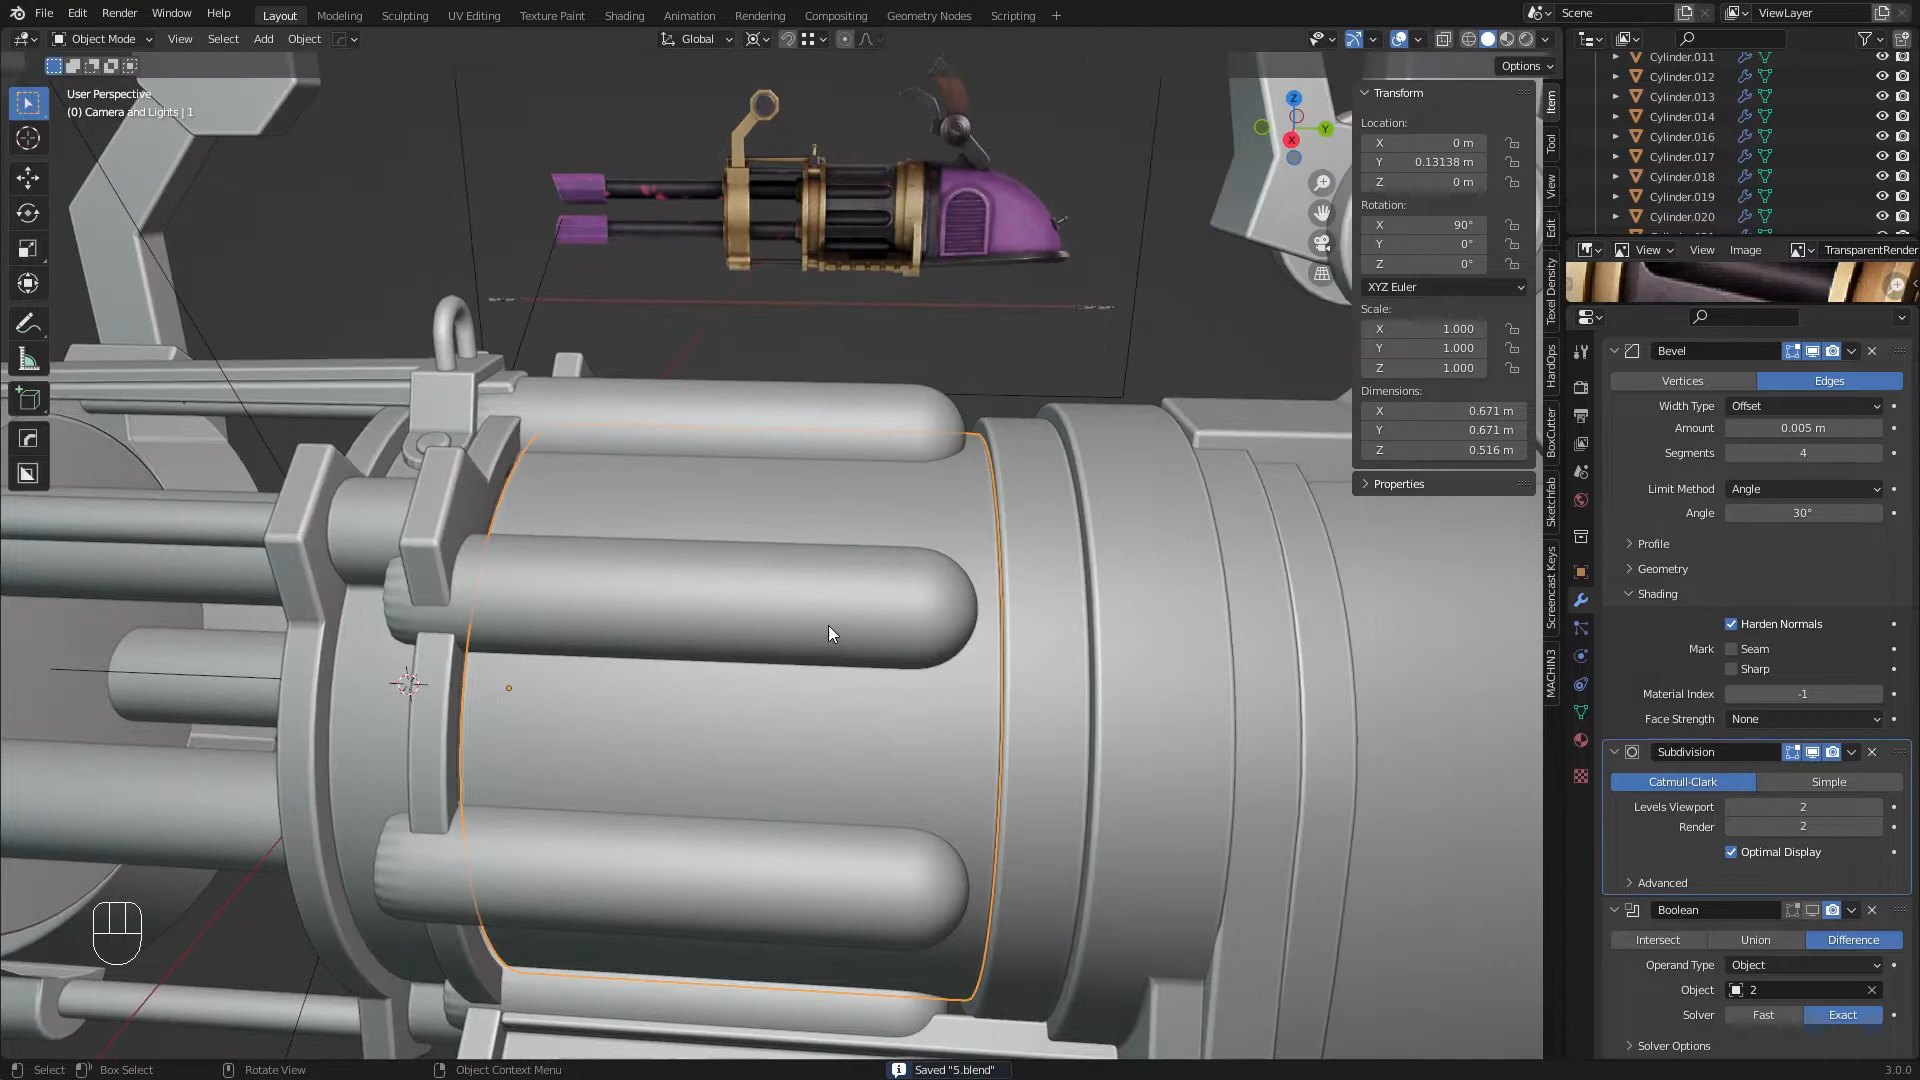 File Edit Render Window Help Layout Modeling Sculpting UV Editing Texture Paint Shading Animation Rendering Compositing Geometry Nodes Scripting + Scene ViewLayer
Object Mode View Select Add Object Global
Options
User Perspective
(0) Camera and Lights | 1
Z
Y
X
Transform
Location:
X 0 m
Y 0.13138 m
Z 0 m
Rotation:
X 90°
Y 0°
Z 0°
XYZ Euler
Scale:
X 1.000
Y 1.000
Z 1.000
Dimensions:
X 0.671 m
Y 0.671 m
Z 0.516 m
Properties
Item
Tool
View
Edit
Texel Density
HardOps
BoxCutter
Sketchfab
Screencast Keys
MACHIN3
Cylinder.011
Cylinder.012
Cylinder.013
Cylinder.014
Cylinder.016
Cylinder.017
Cylinder.018
Cylinder.019
Cylinder.020
View View Image TransparentRender
Bevel
Vertices Edges
Width Type Offset
Amount 0.005 m
Segments 4
Limit Method Angle
Angle 30°
Profile
Geometry
Shading
Harden Normals
Mark Seam
Sharp
Material Index -1
Face Strength None
Subdivision
Catmull-Clark Simple
Levels Viewport 2
Render 2
Optimal Display
Advanced
Boolean
Intersect Union Difference
Operand Type Object
Object 2
Solver Fast Exact
Solver Options
Select Box Select Rotate View Object Context Menu Saved "5.blend" 3.0.0